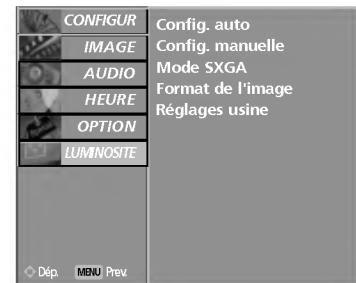 CONFIGUR
IMAGE
AUDIO
HEURE
OPTION
LUMINOSITE
Config. auto
Config. manuelle
Mode SXGA
Format de l'image
Réglages usine
Dép. MENU Prev.